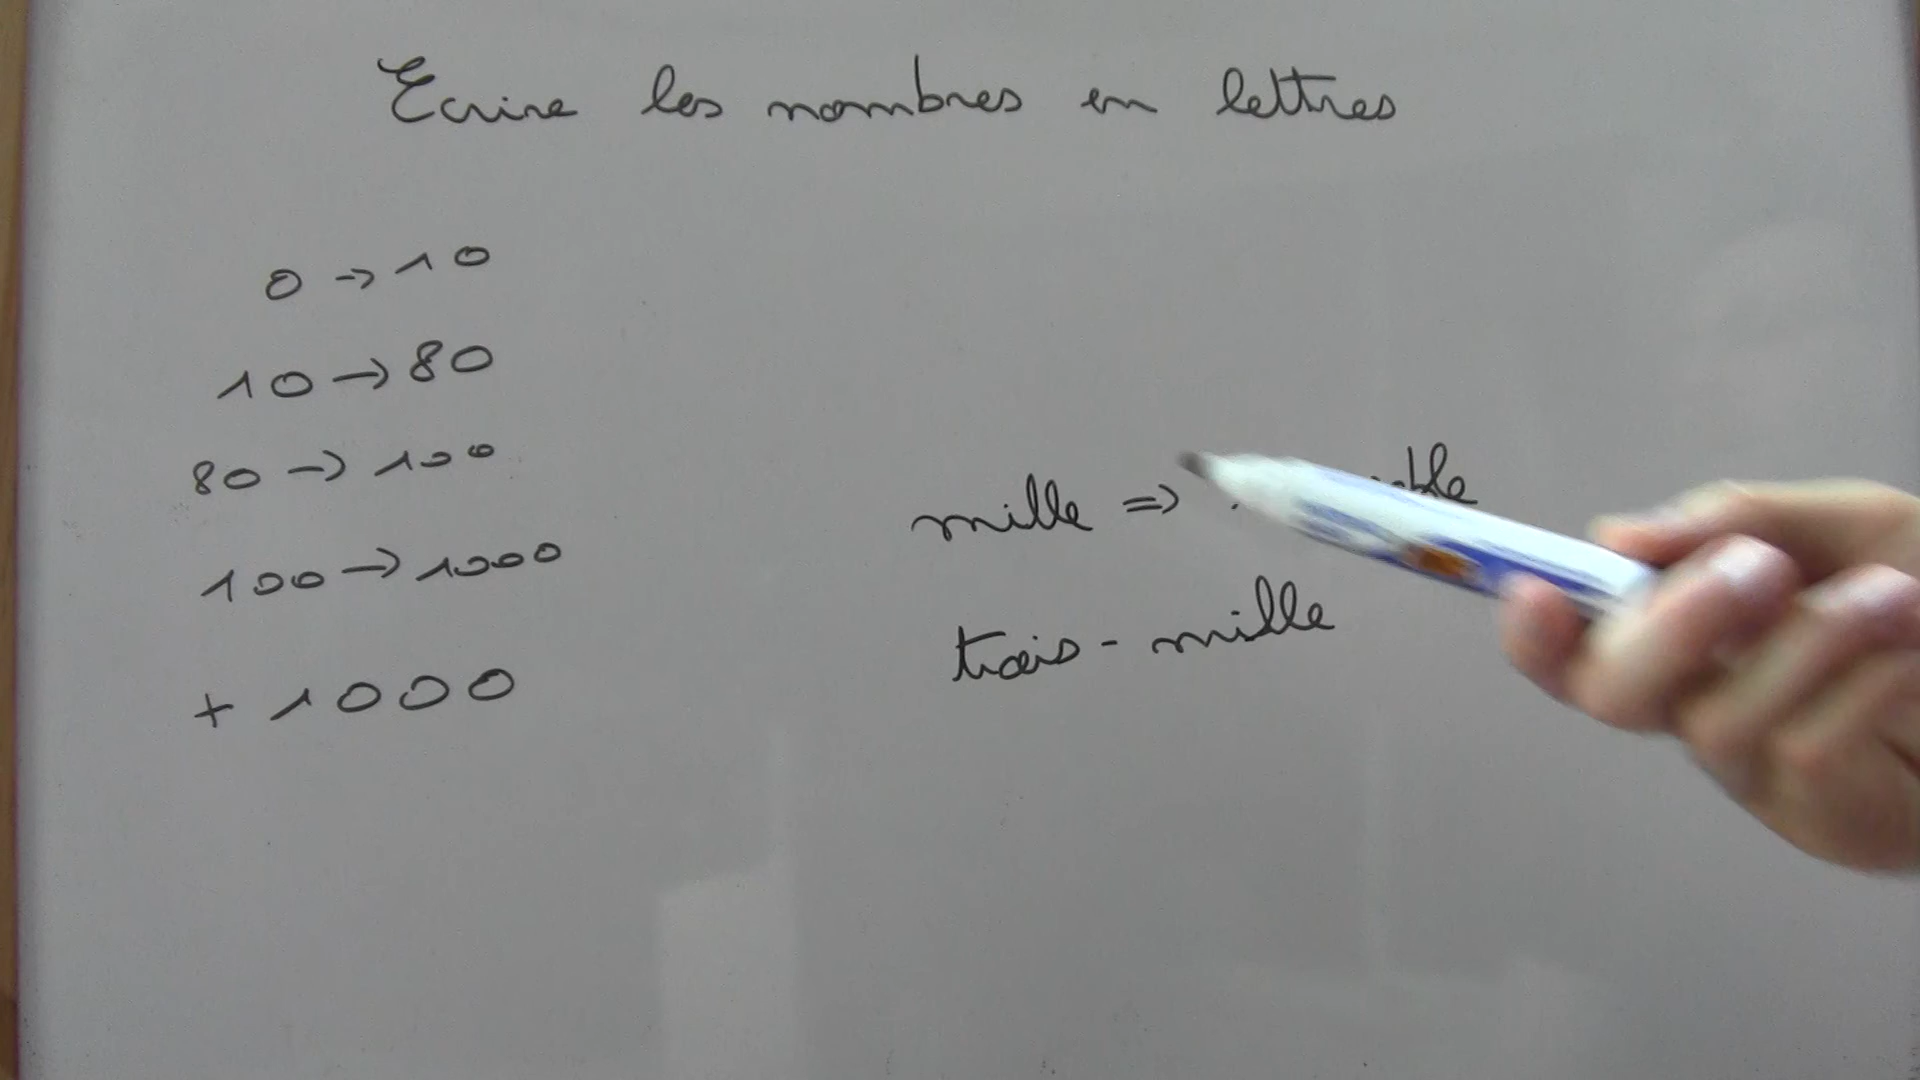 Ecrire les nombres en lettres
0 → 10
10 → 80
80 → 100
100 → 1000
+ 1000
mille =>
trois - mille